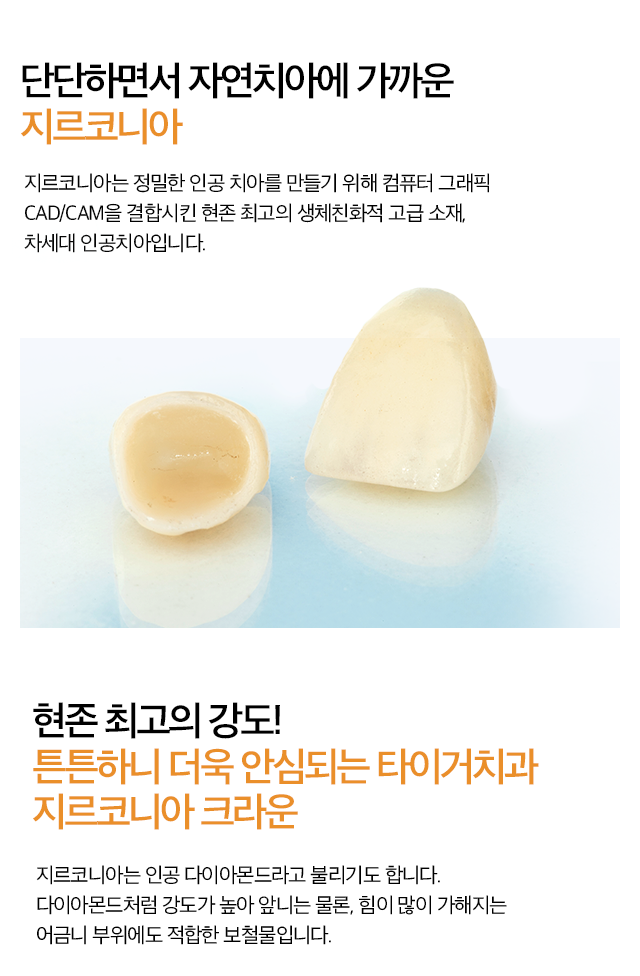 단단하면서 자연치아에 가까운
지르코니아
지르코니아는 정밀한 인공 치아를 만들기 위해 컴퓨터 그래픽
CAD/CAM을 결합시킨 현존 최고의 생체친화적 고급 소재,
차세대 인공치아입니다.
현존 최고의 강도!
튼튼하니 더욱 안심되는 타이거치과
지르코니아 크라운
지르코니아는 인공 다이아몬드라고 불리기도 합니다.
다이아몬드처럼 강도가 높아 앞니는 물론, 힘이 많이 가해지는
어금니 부위에도 적합한 보철물입니다.